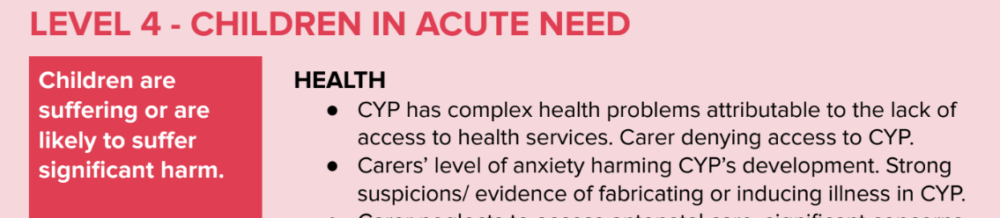 LEVEL 4 - CHILDREN IN ACUTE NEED
Children are
suffering or are
likely to suffer
significant harm.
HEALTH
● CYP has complex health problems attributable to the lack of
access to health services. Carer denying access to CYP.
● Carers’ level of anxiety harming CYP’s development. Strong
suspicions/ evidence of fabricating or inducing illness in CYP.